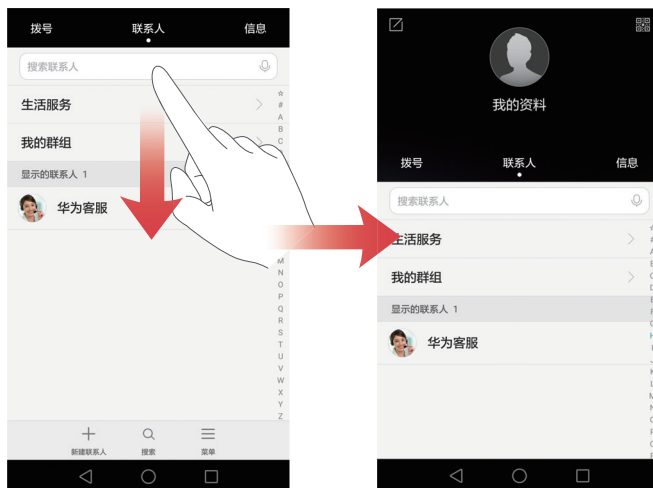 拨号 联系人 信息
搜索联系人
生活服务
我的群组
显示的联系人 1
华为客服
☆
#
A
B
C
M
N
O
P
Q
R
S
T
U
V
W
X
Y
Z
新建联系人 搜索 菜单
我的资料
拨号 联系人 信息
搜索联系人
生活服务
我的群组
显示的联系人 1
华为客服